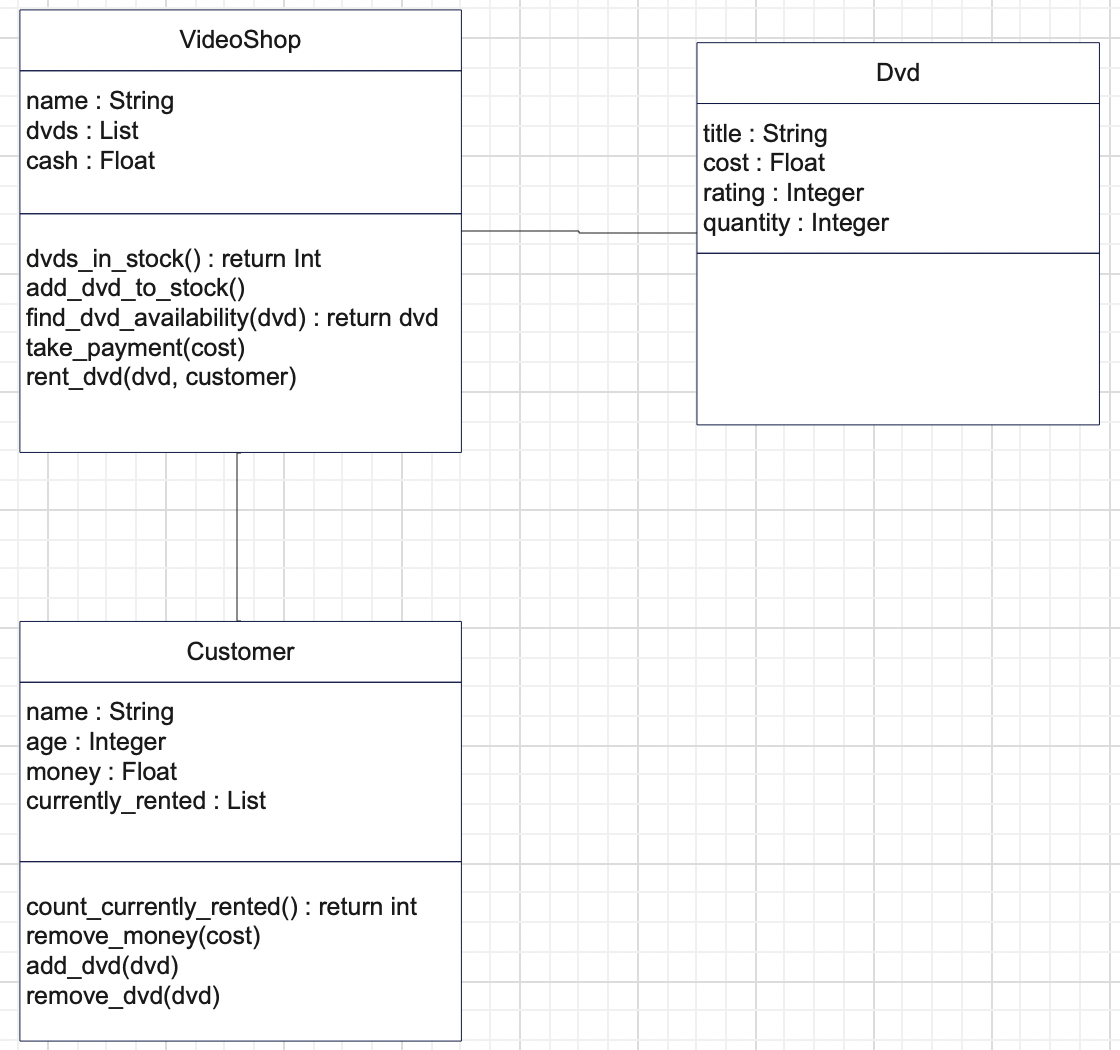 VideoShop
name : String
dvds : List
cash : Float
dvds_in_stock() : return Int
add_dvd_to_stock()
find_dvd_availability(dvd) : return dvd
take_payment(cost)
rent_dvd(dvd, customer)
Dvd
title : String
cost : Float
rating : Integer
quantity : Integer
Customer
name : String
age : Integer
money : Float
currently_rented : List
count_currently_rented() : return int
remove_money(cost)
add_dvd(dvd)
remove_dvd(dvd)